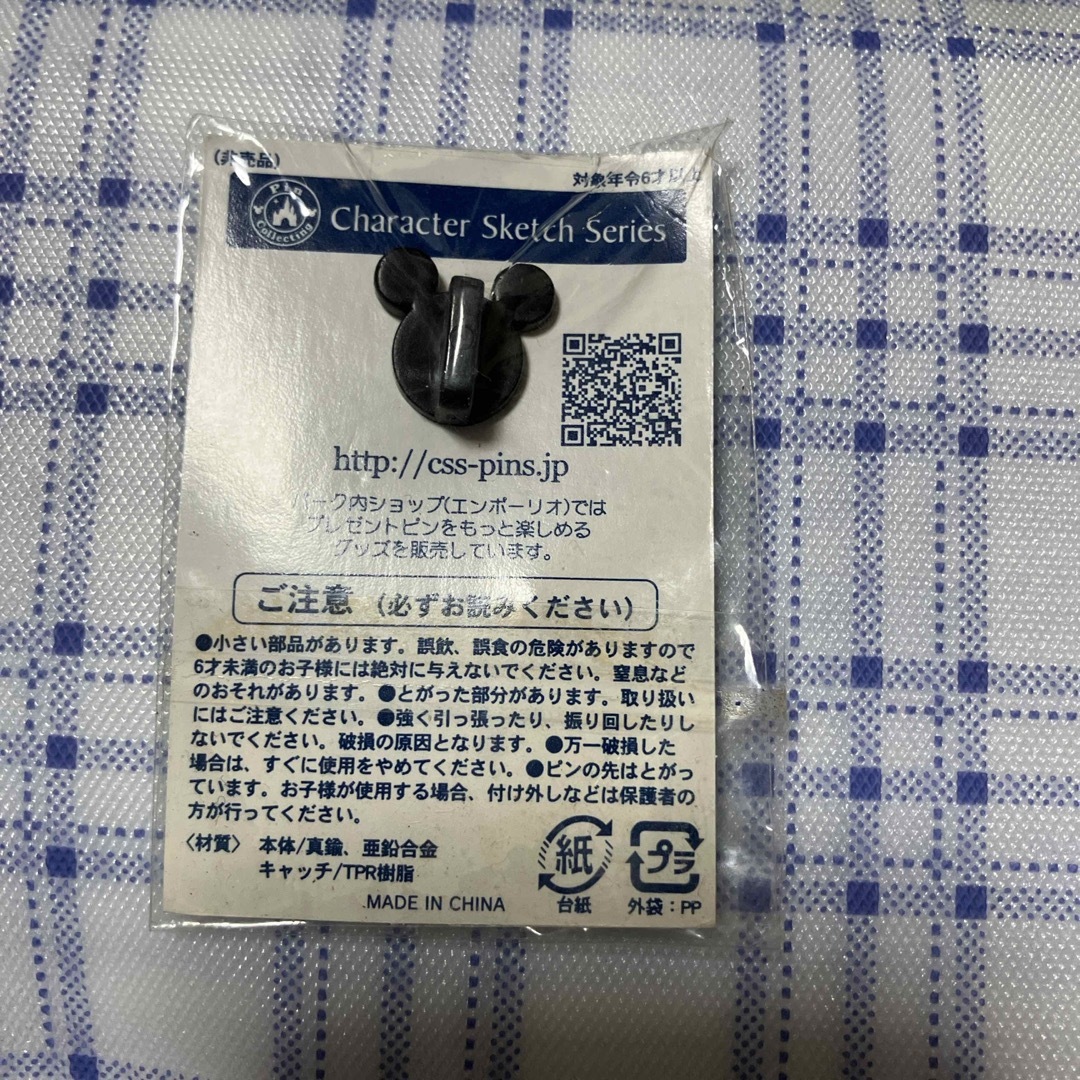 (非売品)
対象年令6才以上
Pin Collecting
Character Sketch Series
http://css-pins.jp
パーク内ショップ(エンポーリオ)では
プレゼントピンをもっと楽しめる
グッズを販売しています。
ご注意 (必ずお読みください)
●小さい部品があります。誤飲、誤食の危険がありますので
6才未満のお子様には絶対に与えないでください。窒息など
のおそれがあります。●とがった部分があります。取り扱い
にはご注意ください。●強く引っ張ったり、振り回したりし
ないでください。破損の原因となります。●万一破損した
場合は、すぐに使用をやめてください。●ピンの先はとがっ
ています。お子様が使用する場合、付け外しなどは保護者の
方が行ってください。
〈材質〉 本体/真鍮、亜鉛合金
キャッチ/TPR樹脂
MADE IN CHINA
紙
台紙
プラ
外袋:PP